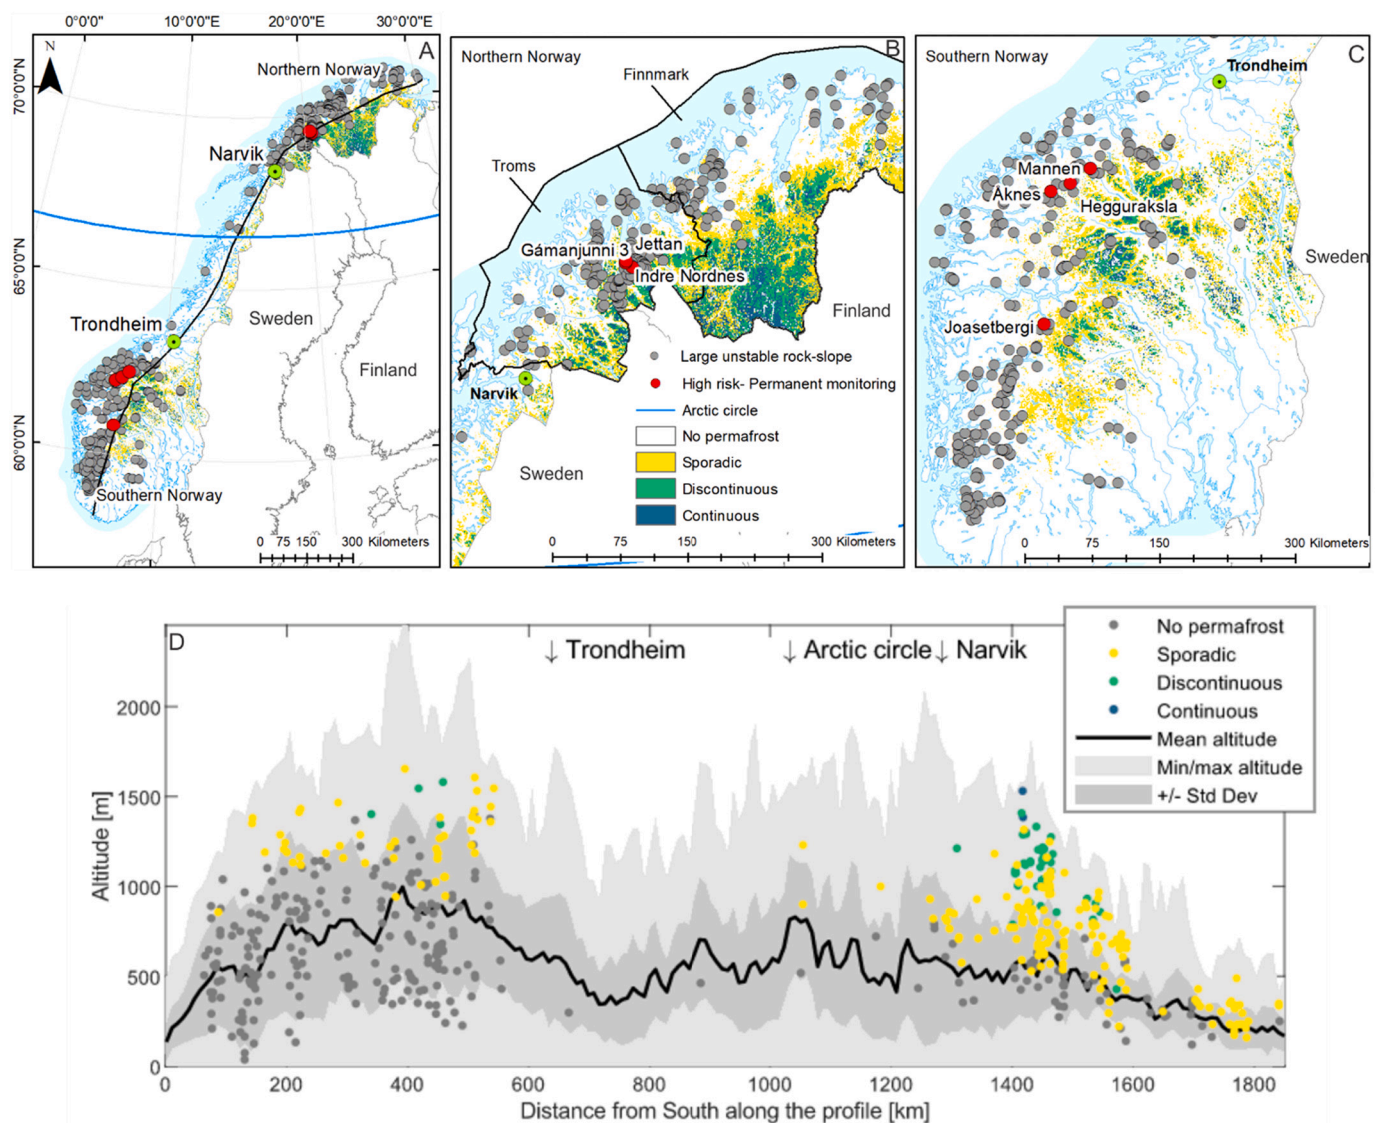 0°0'0"
10°0'0"E
20°0'0"E
30°0'0"E
A
N
70°0'0"N
65°0'0"N
60°0'0"N
Northern Norway
Narvik
Trondheim
Sweden
Finland
Southern Norway
0 75 150 300 Kilometers
Northern Norway
B
Finnmark
Troms
Gámanjunni 3
Jettan
Indre Nordnes
Finland
Narvik
Sweden
Large unstable rock-slope
High risk- Permanent monitoring
Arctic circle
No permafrost
Sporadic
Discontinuous
Continuous
0 75 150 300 Kilometers
Southern Norway
C
Trondheim
Mannen
Åknes
Hegguraksla
Sweden
Joasetbergi
0 75 150 300 Kilometers
D
↓ Trondheim
↓ Arctic circle
↓ Narvik
No permafrost
Sporadic
Discontinuous
Continuous
Mean altitude
Min/max altitude
+/- Std Dev
Altitude [m]
2000
1500
1000
500
0
0 200 400 600 800 1000 1200 1400 1600 1800
Distance from South along the profile [km]